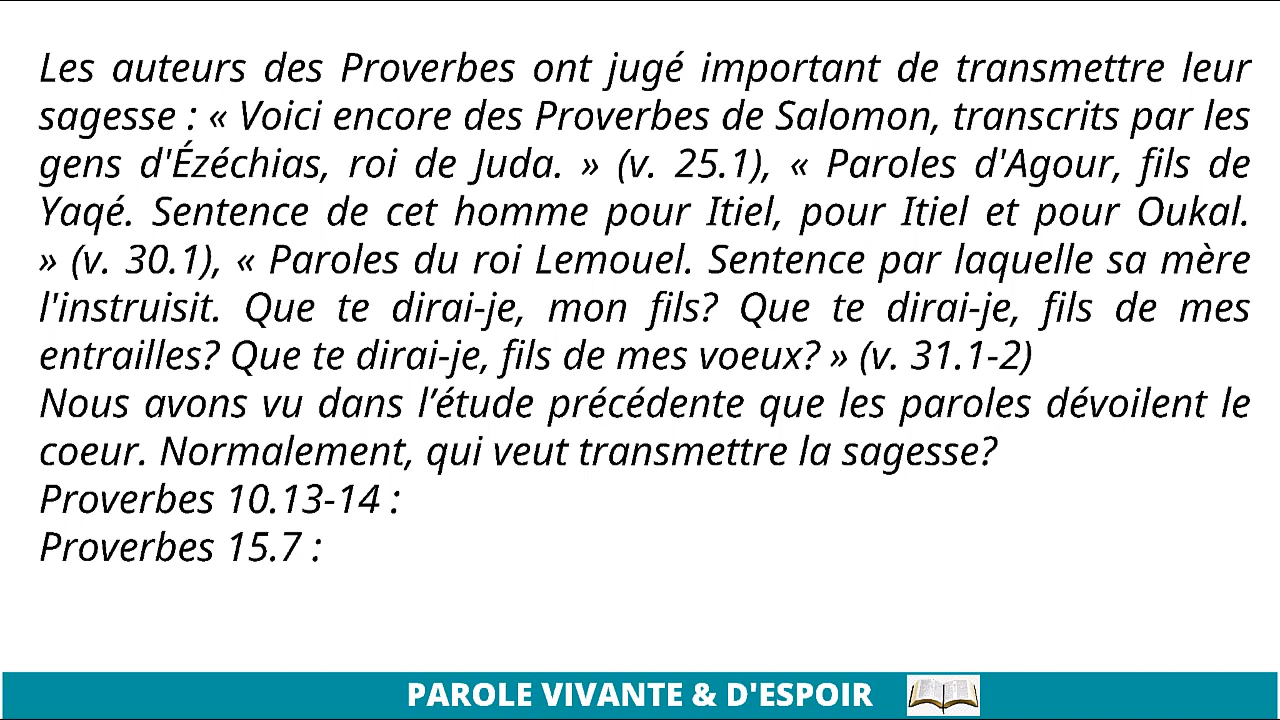 Les auteurs des Proverbes ont jugé important de transmettre leur
sagesse : « Voici encore des Proverbes de Salomon, transcrits par les
gens d'Ézéchias, roi de Juda. » (v. 25.1), « Paroles d'Agour, fils de
Yaqé. Sentence de cet homme pour Itiel, pour Itiel et pour Oukal.
» (v. 30.1), « Paroles du roi Lemouel. Sentence par laquelle sa mère
l'instruisit. Que te dirai-je, mon fils? Que te dirai-je, fils de mes
entrailles? Que te dirai-je, fils de mes voeux? » (v. 31.1-2)
Nous avons vu dans l’étude précédente que les paroles dévoilent le
coeur. Normalement, qui veut transmettre la sagesse?
Proverbes 10.13-14 :
Proverbes 15.7 :
PAROLE VIVANTE & D'ESPOIR